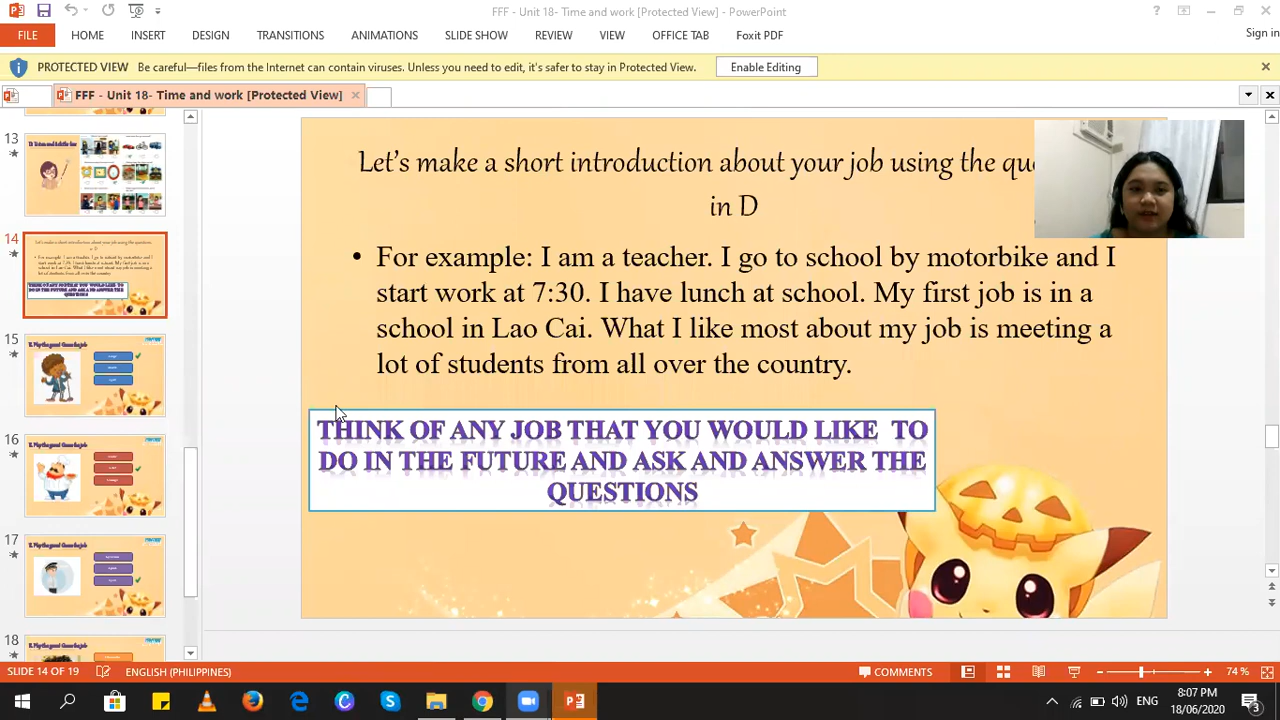 FFF - Unit 18- Time and work [Protected View] - PowerPoint
Sign in
FILE HOME INSERT DESIGN TRANSITIONS ANIMATIONS SLIDE SHOW REVIEW VIEW OFFICE TAB Foxit PDF
PROTECTED VIEW Be careful—files from the Internet can contain viruses. Unless you need to edit, it's safer to stay in Protected View. Enable Editing
FFF - Unit 18- Time and work [Protected View]
13
14
15
16
17
18
Let's make a short introduction about your job using the
in D
• For example: I am a teacher. I go to school by motorbike and I
start work at 7:30. I have lunch at school. My first job is in a
school in Lao Cai. What I like most about my job is meeting a
lot of students from all over the country.
THINK OF ANY JOB THAT YOU WOULD LIKE TO
DO IN THE FUTURE AND ASK AND ANSWER THE
QUESTIONS
SLIDE 14 OF 19 ENGLISH (PHILIPPINES) COMMENTS 74 %
ENG
8:07 PM
18/06/2020